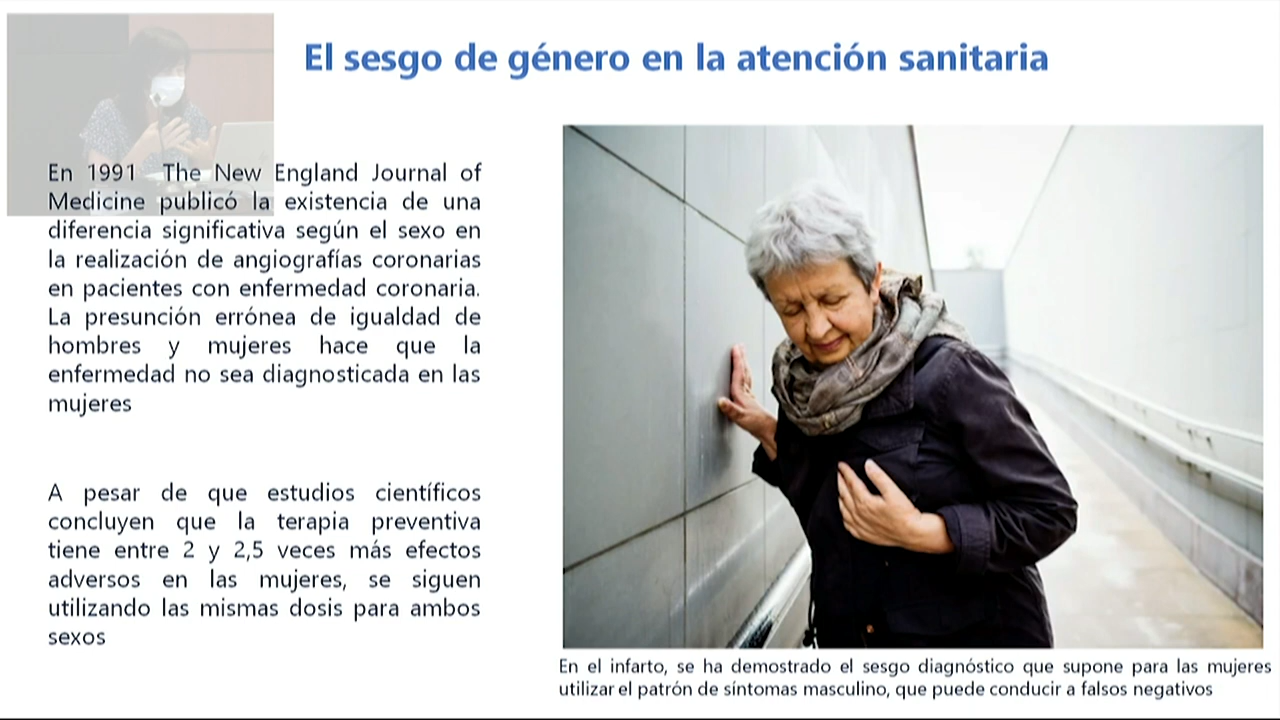 El sesgo de género en la atención sanitaria
En 1991 The New England Journal of
Medicine publicó la existencia de una
diferencia significativa según el sexo en
la realización de angiografías coronarias
en pacientes con enfermedad coronaria.
La presunción errónea de igualdad de
hombres y mujeres hace que la
enfermedad no sea diagnosticada en las
mujeres
A pesar de que estudios científicos
concluyen que la terapia preventiva
tiene entre 2 y 2,5 veces más efectos
adversos en las mujeres, se siguen
utilizando las mismas dosis para ambos
sexos
En el infarto, se ha demostrado el sesgo diagnóstico que supone para las mujeres
utilizar el patrón de síntomas masculino, que puede conducir a falsos negativos